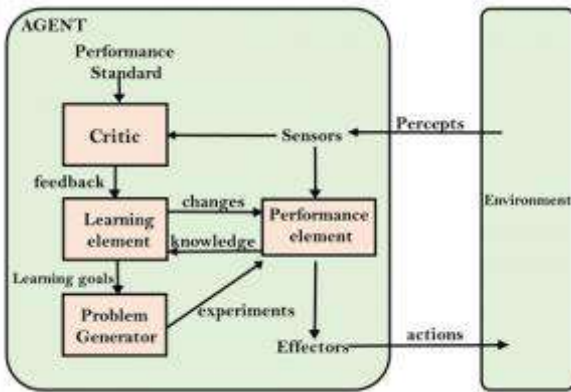 AGENT
Performance
Standard
Critic
Sensors
Percepts
feedback
changes
Learning
element
Performance
element
Environment
knowledge
Learning goals
experiments
Problem
Generator
Effectors
actions